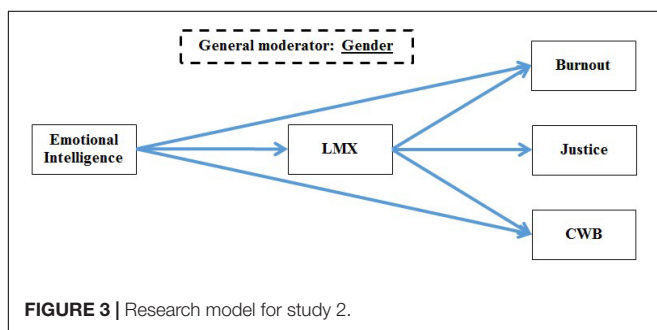 General moderator: Gender
Burnout
Emotional
Intelligence
LMX
Justice
CWB
FIGURE 3 | Research model for study 2.